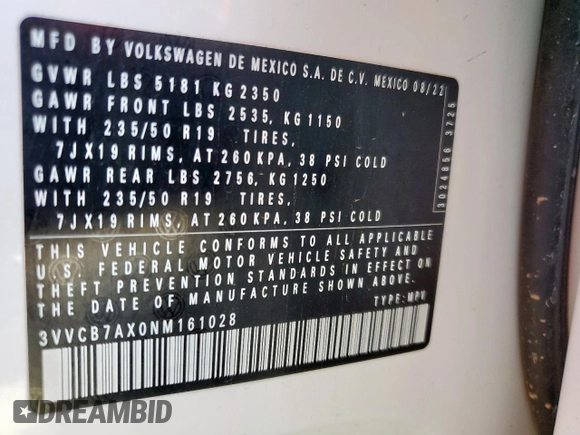 MFD BY VOLKSWAGEN DE MEXICO S.A. DE C.V. MEXICO 08/22
GVWR LBS 5181 KG 2350
GAWR FRONT LBS 2535, KG 1150
WITH 235/50 R19 TIRES,
7JX19 RIMS, AT 260 KPA, 38 PSI COLD
GAWR REAR LBS 2756, KG 1250
WITH 235/50 R19 TIRES,
7JX19 RIMS, AT 260 KPA, 38 PSI COLD
3024856 3725
THIS VEHICLE CONFORMS TO ALL APPLICABLE
U.S. FEDERAL MOTOR VEHICLE SAFETY AND
THEFT PREVENTION STANDARDS IN EFFECT ON
THE DATE OF MANUFACTURE SHOWN ABOVE.
3VVCB7AX0NM161028 TYPE: MPV
DREAMBID